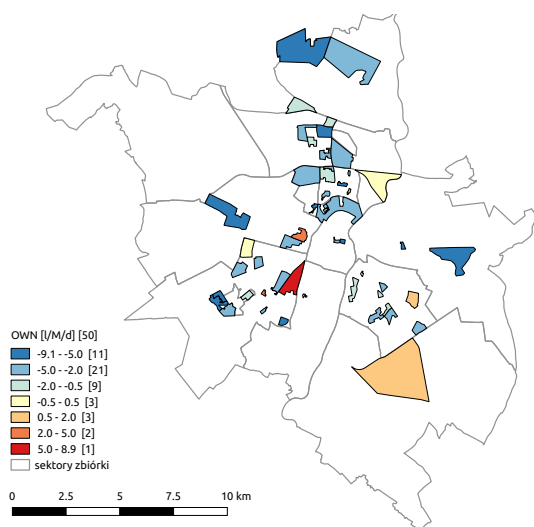 OWN [l/M/d] [50]
-9.1 - -5.0 [11]
-5.0 - -2.0 [21]
-2.0 - -0.5 [9]
-0.5 - 0.5 [3]
0.5 - 2.0 [3]
2.0 - 5.0 [2]
5.0 - 8.9 [1]
sektory zbiórki
0 2.5 5 7.5 10 km